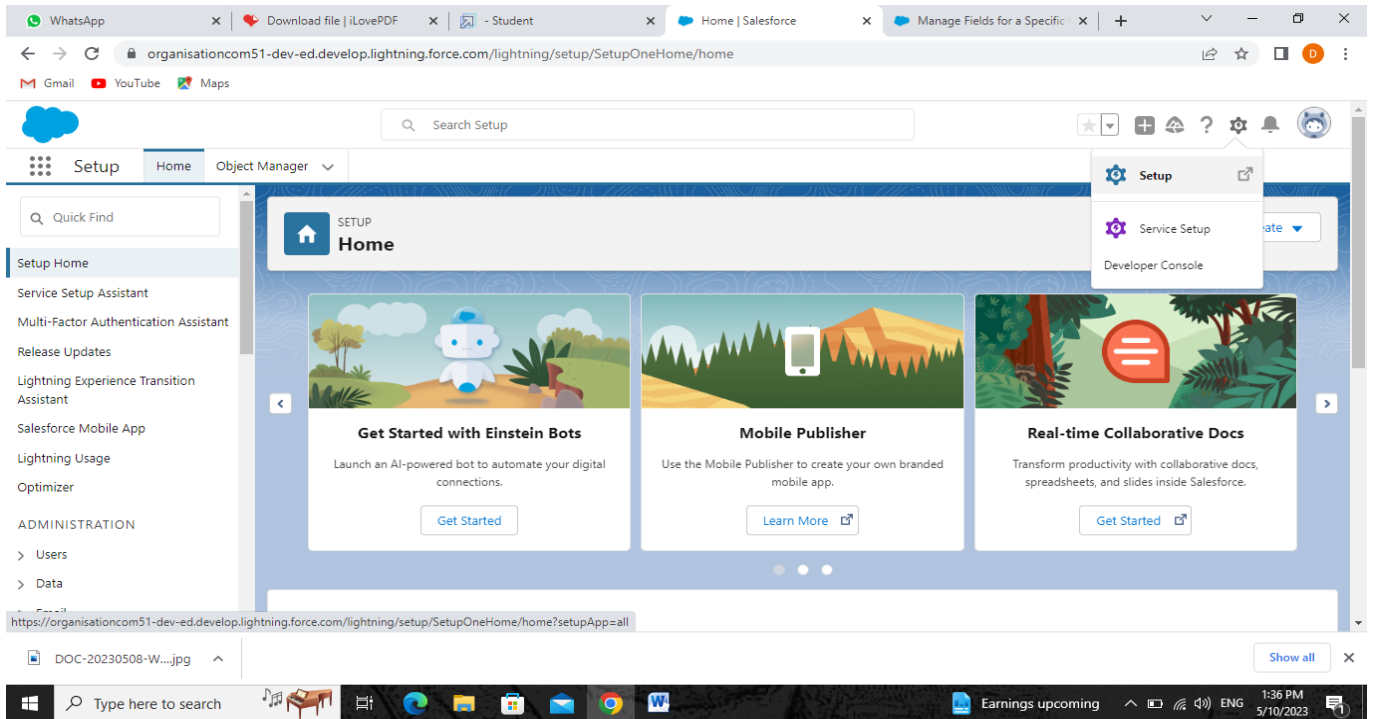 WhatsApp
Download file | iLovePDF
- Student
Home | Salesforce
Manage Fields for a Specific
organisationcom51-dev-ed.develop.lightning.force.com/lightning/setup/SetupOneHome/home
D
Gmail
YouTube
Maps
Search Setup
Setup
Home
Object Manager
Setup
Service Setup
Developer Console
Quick Find
SETUP
Home
eate
Setup Home
Service Setup Assistant
Multi-Factor Authentication Assistant
Release Updates
Lightning Experience Transition
Assistant
Salesforce Mobile App
Lightning Usage
Optimizer
ADMINISTRATION
Users
Data
Get Started with Einstein Bots
Launch an AI-powered bot to automate your digital
connections.
Get Started
Mobile Publisher
Use the Mobile Publisher to create your own branded
mobile app.
Learn More
Real-time Collaborative Docs
Transform productivity with collaborative docs,
spreadsheets, and slides inside Salesforce.
Get Started
https://organisationcom51-dev-ed.develop.lightning.force.com/lightning/setup/SetupOneHome/home?setupApp=all
DOC-20230508-W....jpg
Show all
Type here to search
Earnings upcoming
ENG
1:36 PM
5/10/2023
1